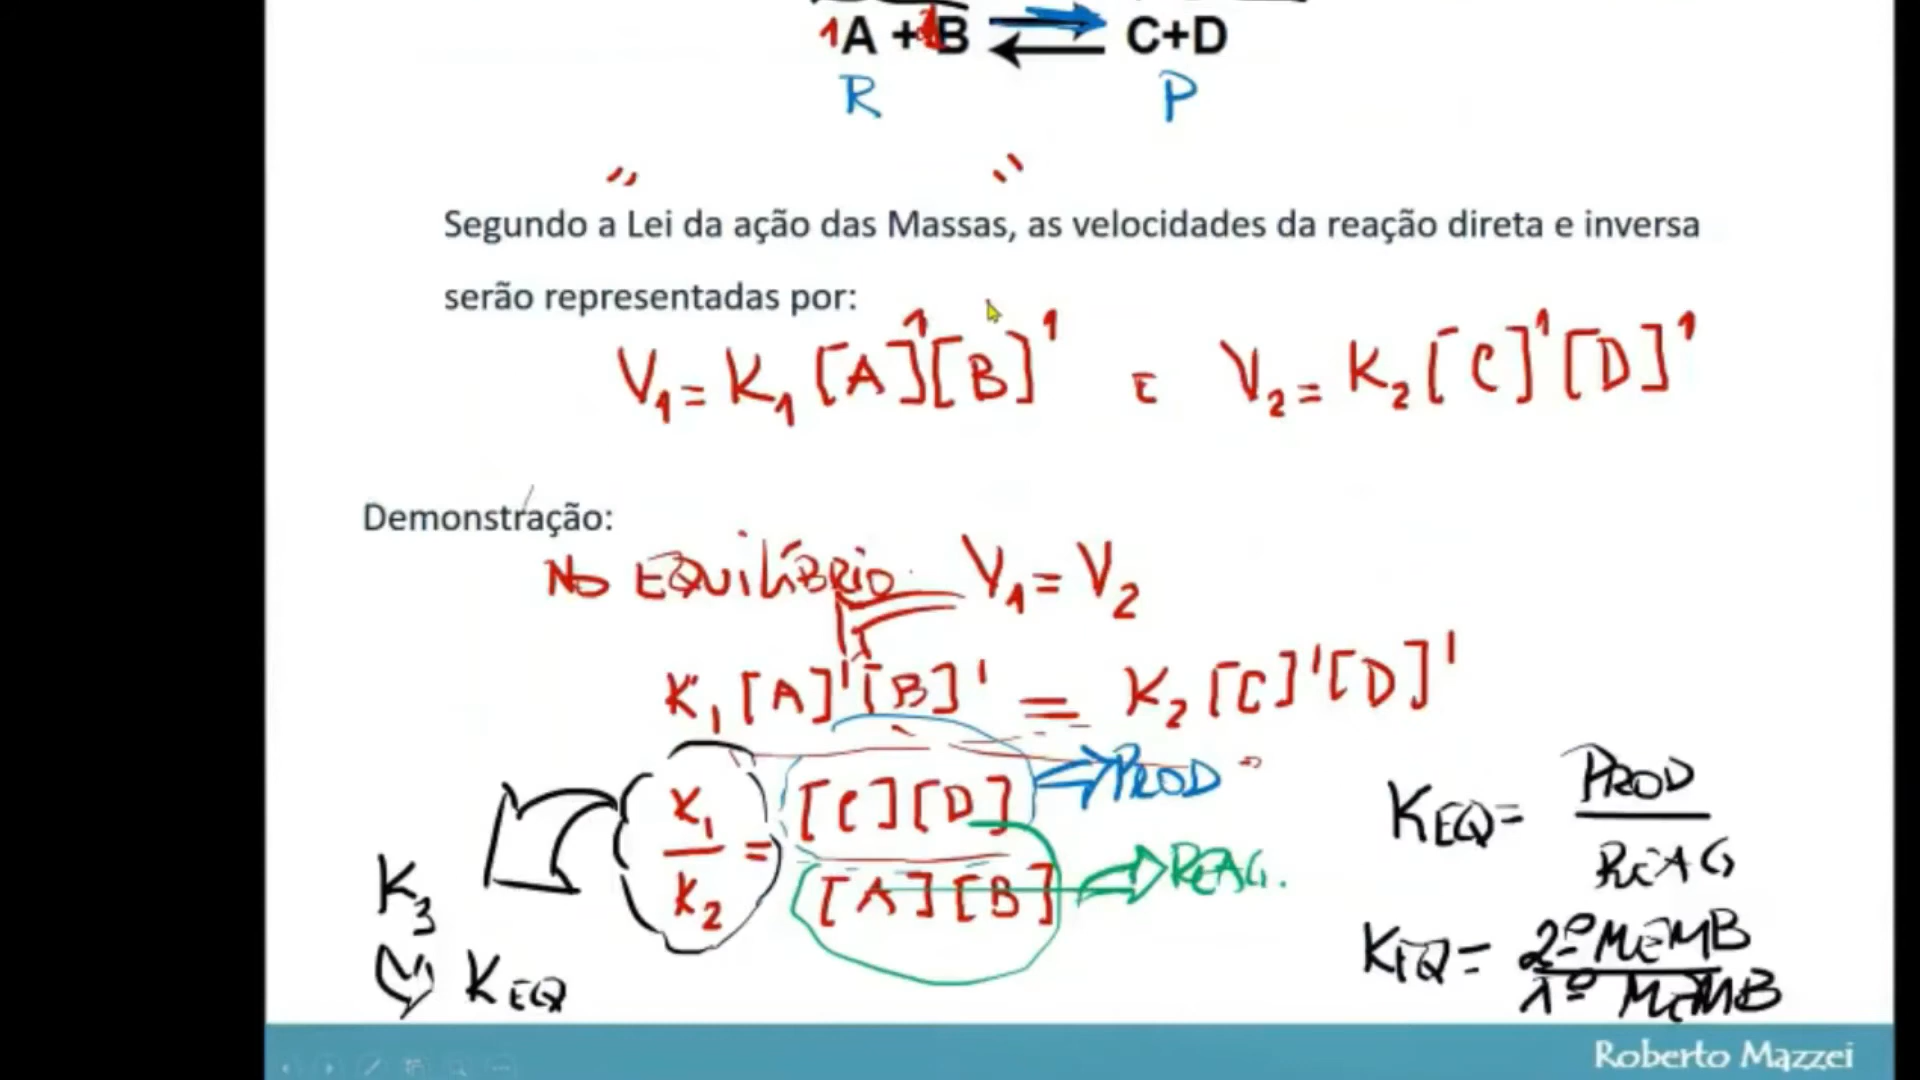 1A + B ⇌ C+D
R P
" "
Segundo a Lei da ação das Massas, as velocidades da reação direta e inversa
serão representadas por:
V₁ = K₁ [A]¹ [B]¹ E V₂ = K₂ [C]¹ [D]¹
Demonstração:
NO EQUILÍBRIO V₁ = V₂
K₁ [A]¹ [B]¹ = K₂ [C]¹ [D]¹
K₁/K₂ = [C][D]/[A][B]
PROD
REAG.
K₃
KEQ
KEQ = PROD/REAG
KEQ = 2º MEMB/1º MEMB
Roberto Mazzei